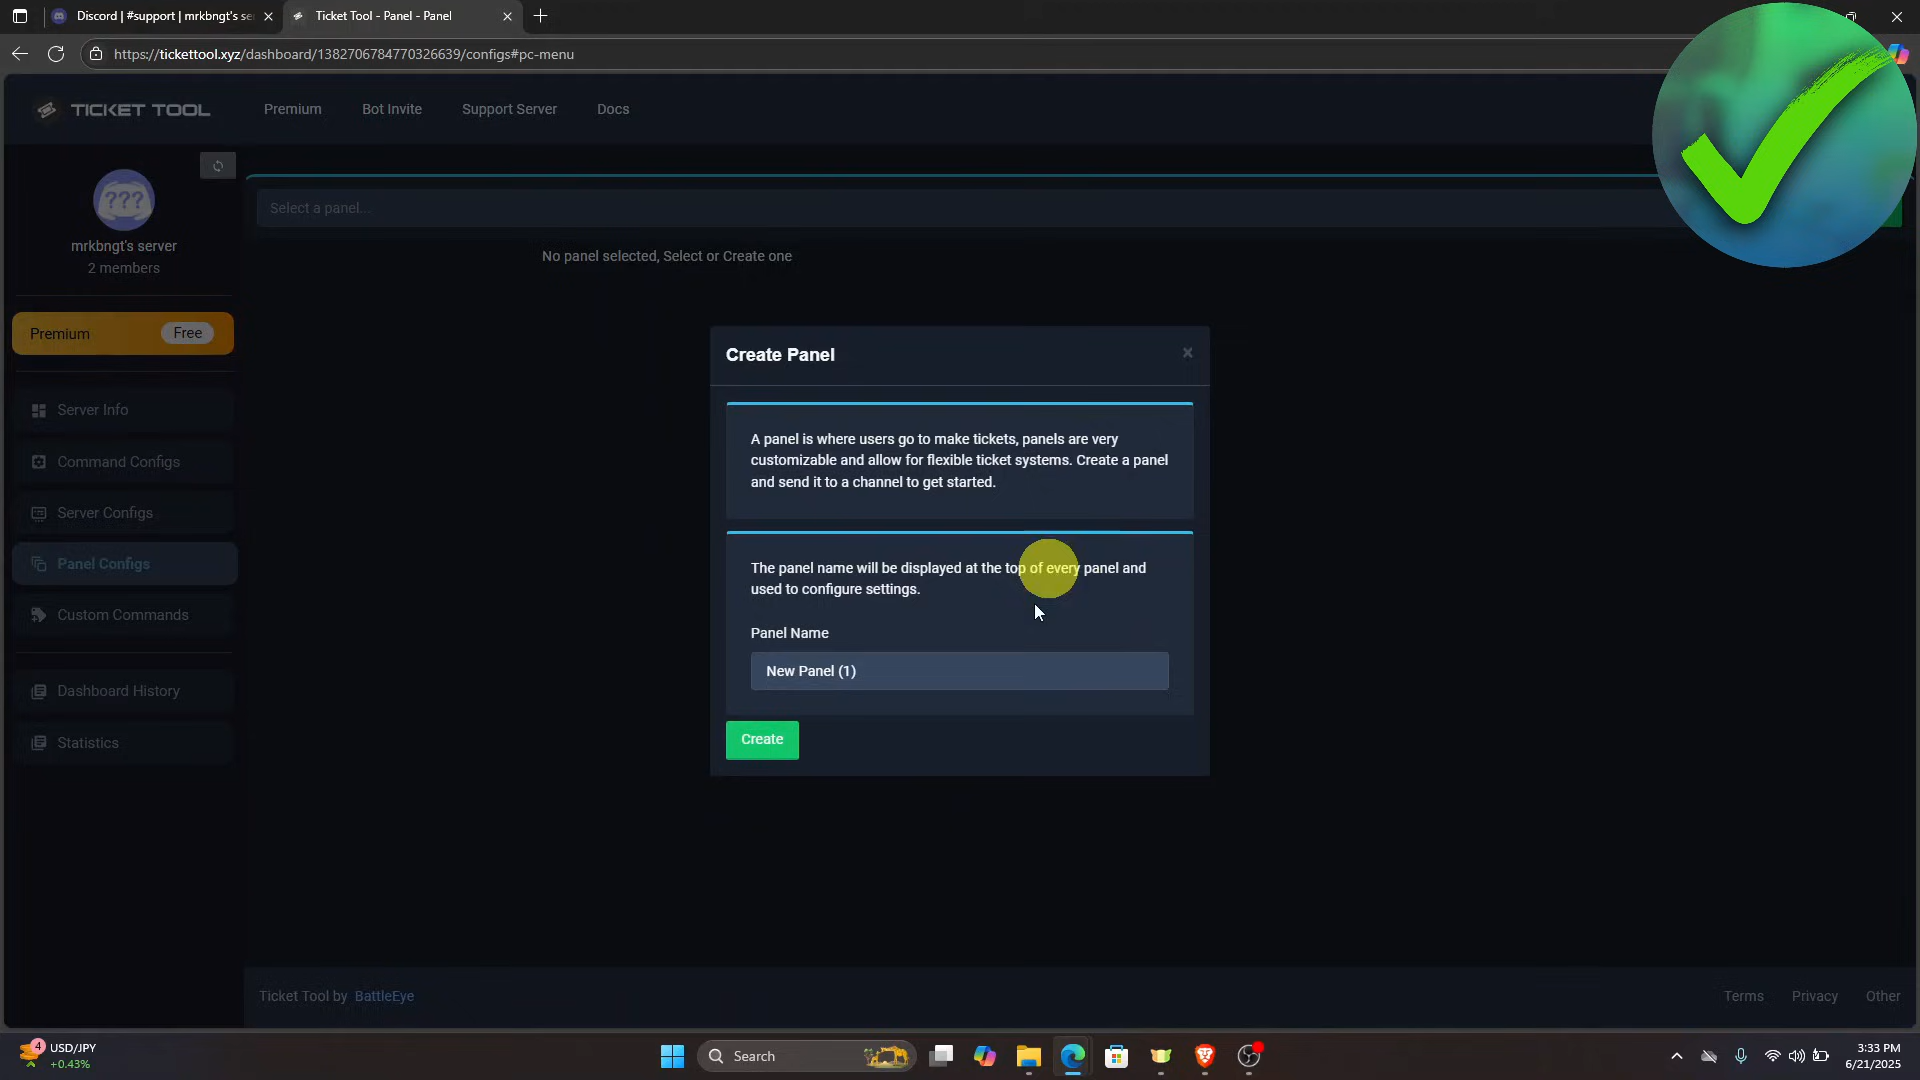 Discord | #support | mrkbngt's se
Ticket Tool - Panel - Panel
https://tickettool.xyz/dashboard/1382706784770326639/configs#pc-menu
TICKET TOOL
Premium
Bot Invite
Support Server
Docs
???
mrkbngt's server
2 members
Premium
Free
Server Info
Command Configs
Server Configs
Panel Configs
Custom Commands
Dashboard History
Statistics
Select a panel...
No panel selected, Select or Create one
Create Panel
A panel is where users go to make tickets, panels are very
customizable and allow for flexible ticket systems. Create a panel
and send it to a channel to get started.
The panel name will be displayed at the top of every panel and
used to configure settings.
Panel Name
New Panel (1)
Create
Ticket Tool by BattleEye
Terms
Privacy
Other
4
USD/JPY
+0.43%
Search
3:33 PM
6/21/2025